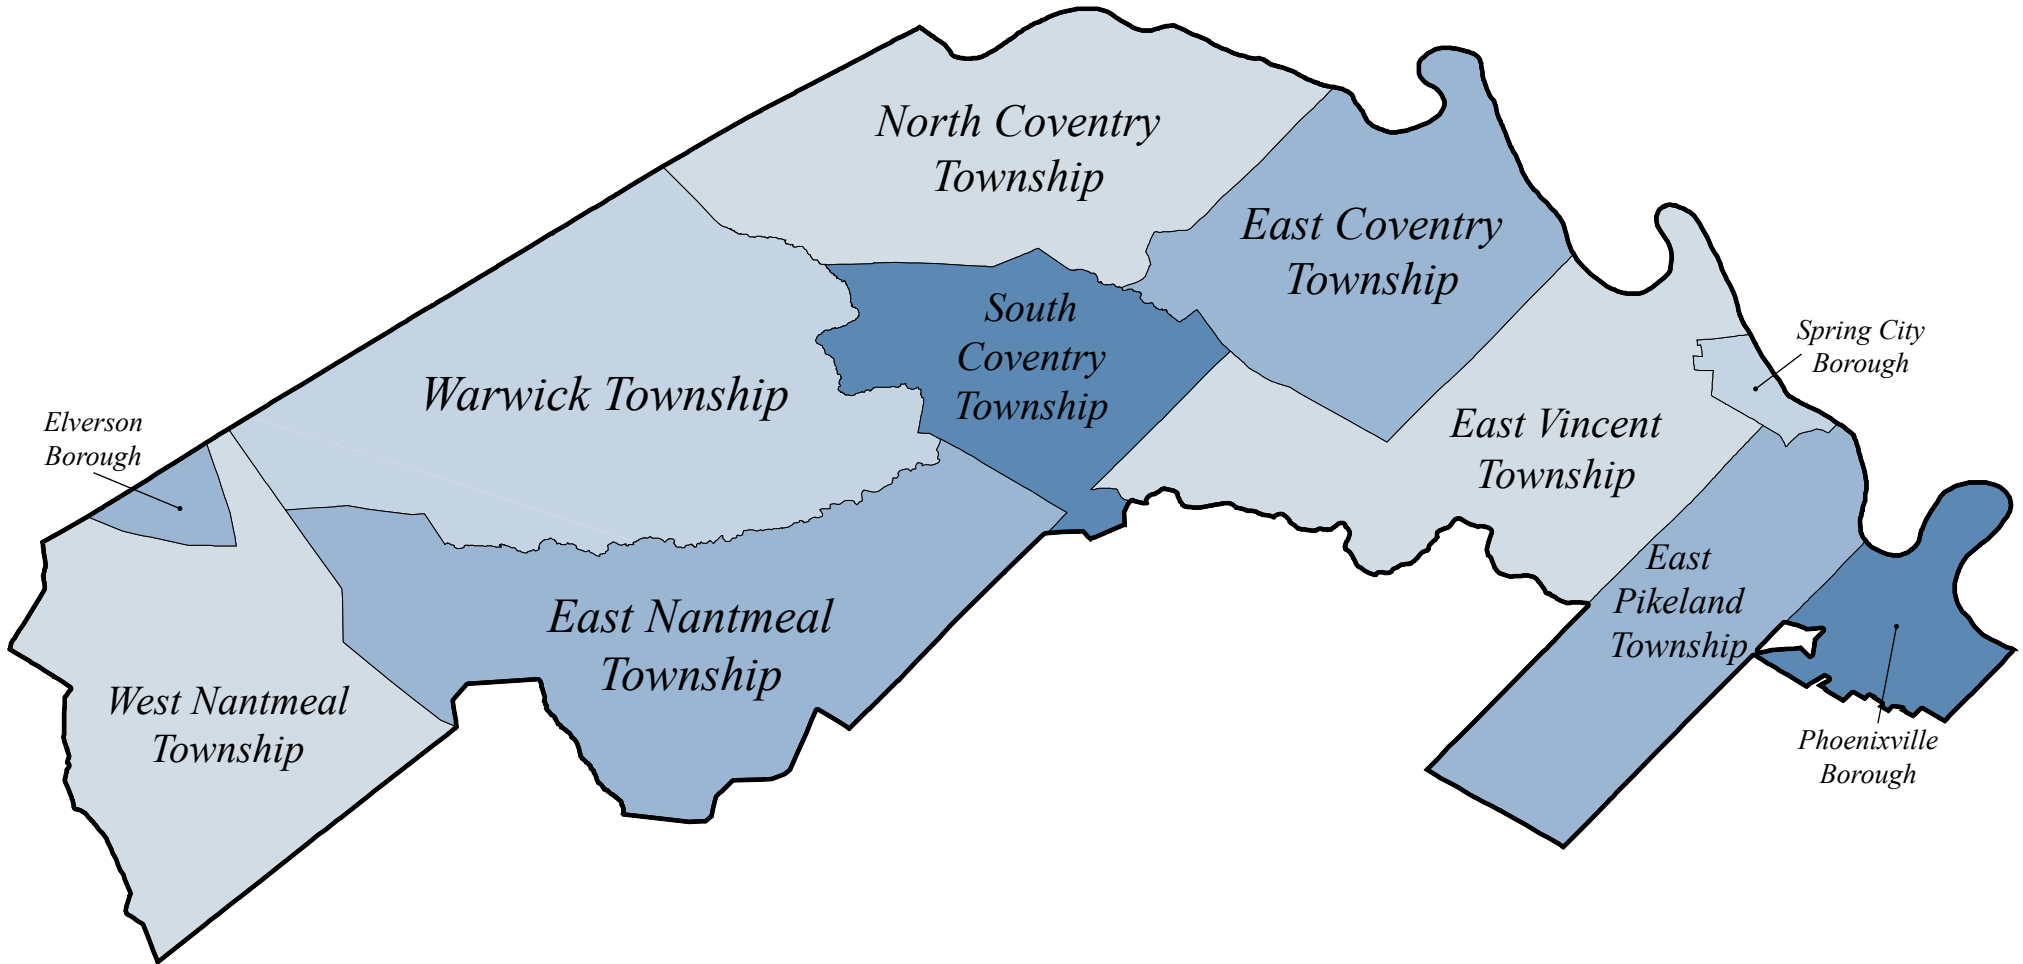 North Coventry
Township
East Coventry
Township
South
Coventry
Township
Spring City
Borough
Warwick Township
Elverson
Borough
East Vincent
Township
East
Pikeland
Township
East Nantmeal
Township
West Nantmeal
Township
Phoenixville
Borough